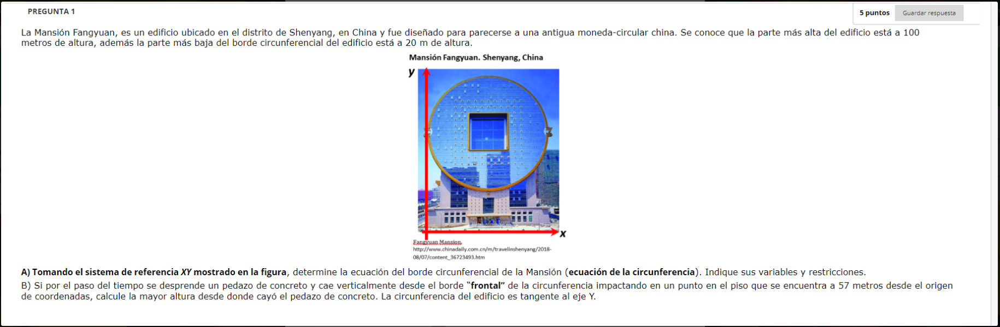 PREGUNTA 1
5 puntos
Guardar respuesta
La Mansión Fangyuan, es un edificio ubicado en el distrito de Shenyang, en China y fue diseñado para parecerse a una antigua moneda-circular china. Se conoce que la parte más alta del edificio está a 100
metros de altura, además la parte más baja del borde circunferencial del edificio está a 20 m de altura.
Mansión Fangyuan. Shenyang, China
y
x
Fangyuan Mansion.
http://www.chinadaily.com.cn/m/travelinshenyang/2018-
08/07/content_36723493.htm
A) Tomando el sistema de referencia XY mostrado en la figura, determine la ecuación del borde circunferencial de la Mansión (ecuación de la circunferencia). Indique sus variables y restricciones.
B) Si por el paso del tiempo se desprende un pedazo de concreto y cae verticalmente desde el borde “frontal” de la circunferencia impactando en un punto en el piso que se encuentra a 57 metros desde el origen
de coordenadas, calcule la mayor altura desde donde cayó el pedazo de concreto. La circunferencia del edificio es tangente al eje Y.